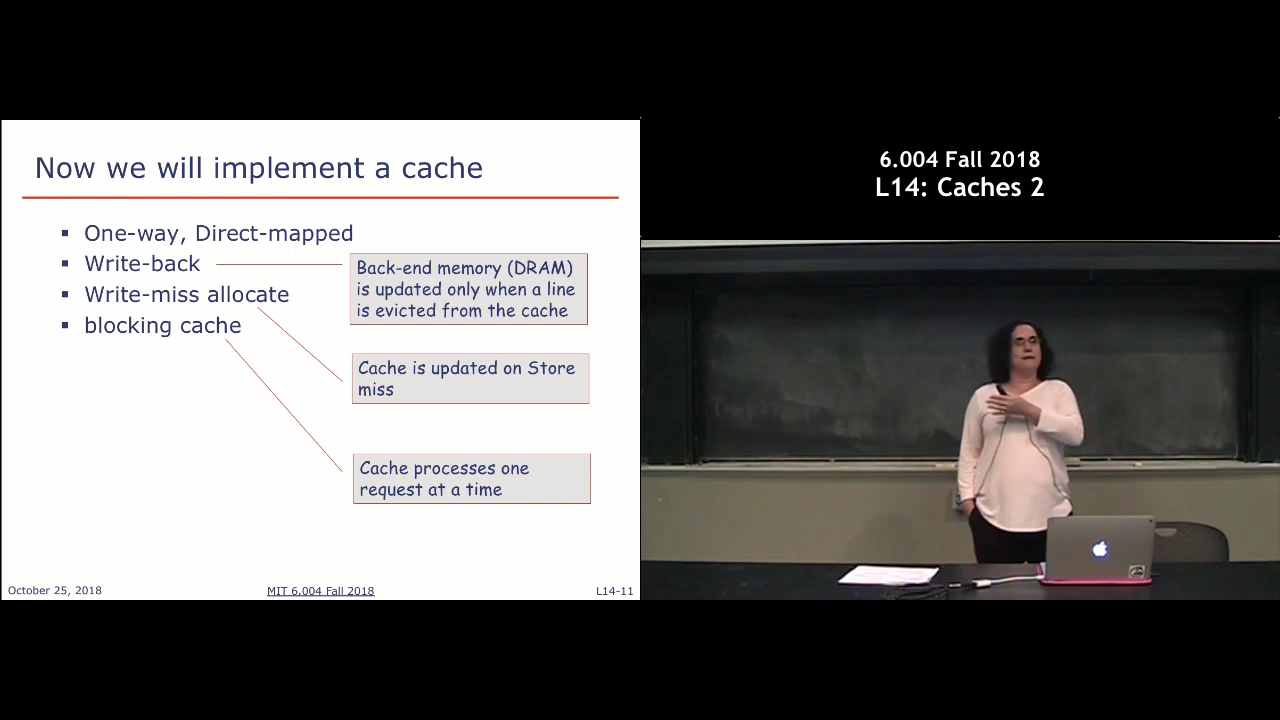 Now we will implement a cache
▪ One-way, Direct-mapped
▪ Write-back
▪ Write-miss allocate
▪ blocking cache
Back-end memory (DRAM)
is updated only when a line
is evicted from the cache
Cache is updated on Store
miss
Cache processes one
request at a time
October 25, 2018
MIT 6.004 Fall 2018
L14-11
6.004 Fall 2018
L14: Caches 2